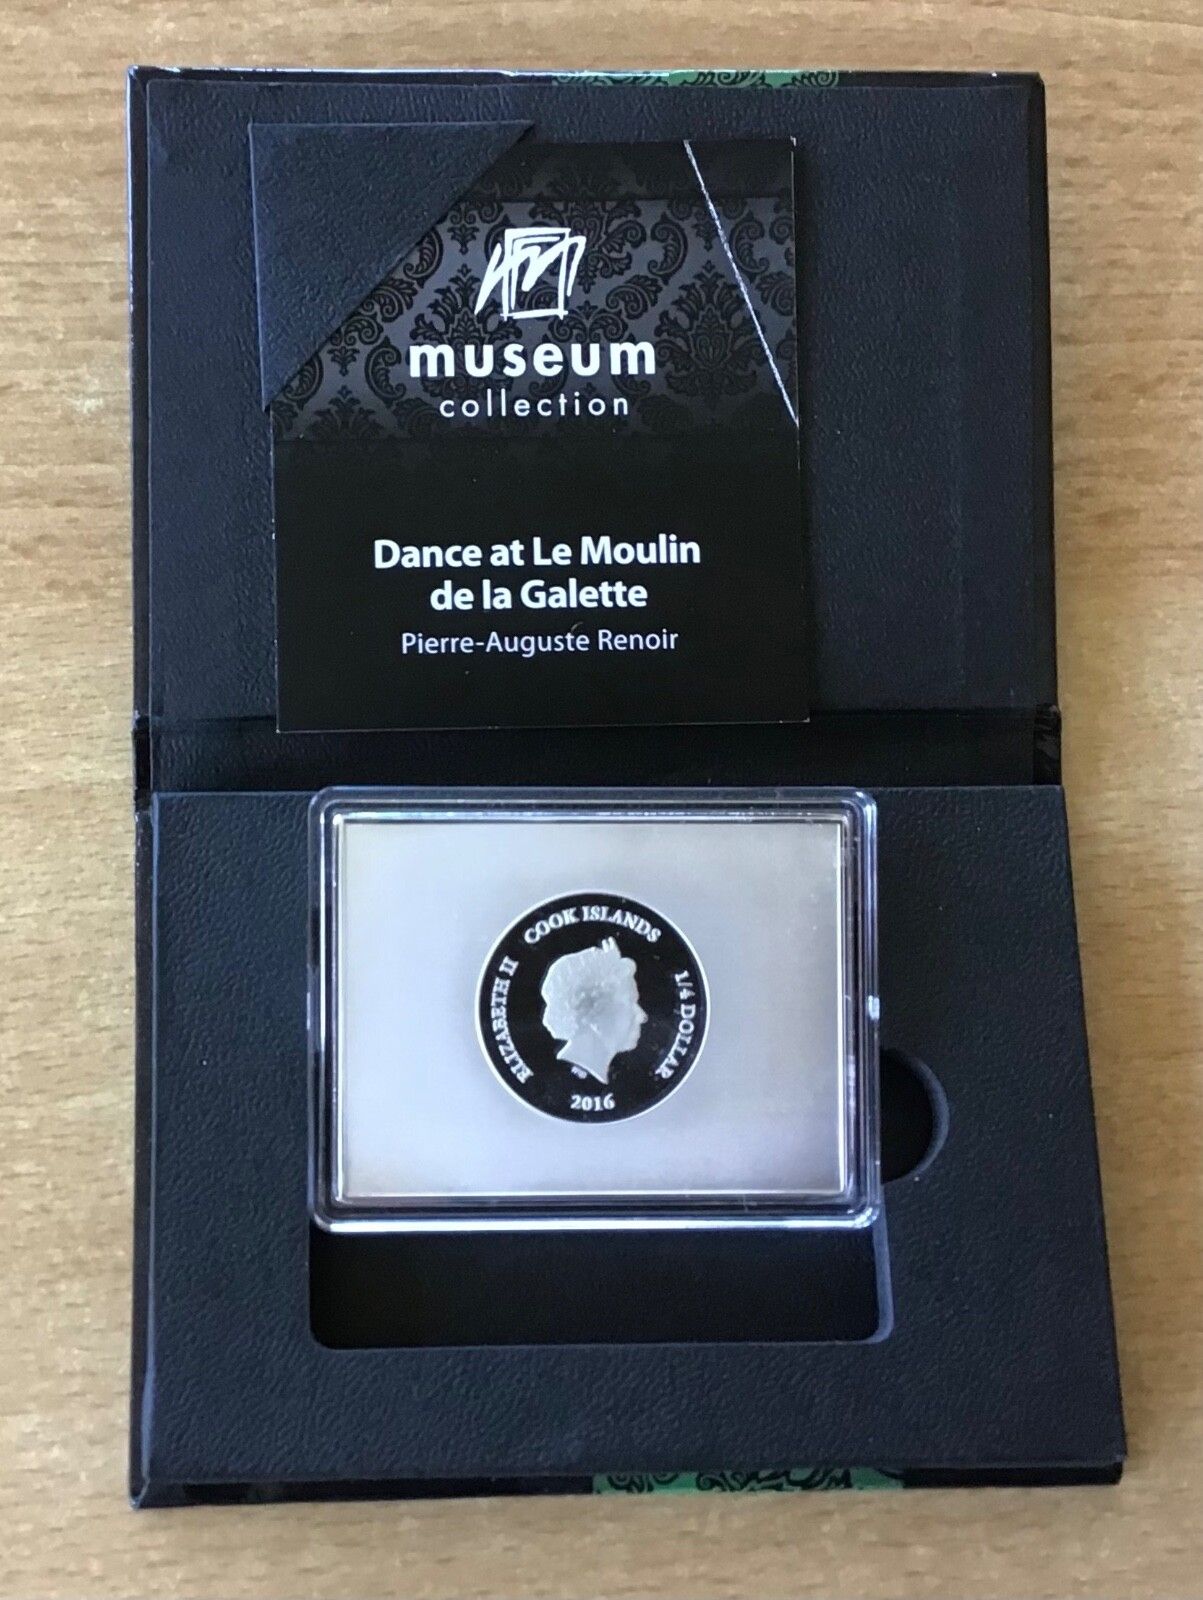 museum
collection
Dance at Le Moulin
de la Galette
Pierre-Auguste Renoir
ELIZABETH II
COOK ISLANDS
1/4 DOLLAR
2016